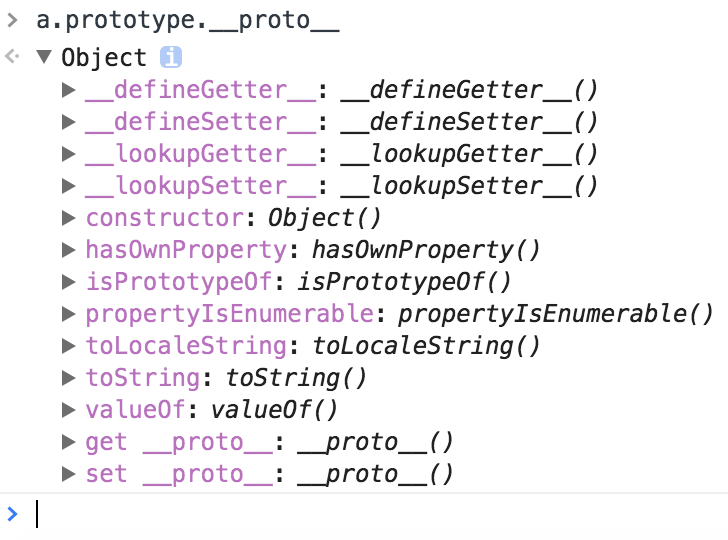 > a.prototype.__proto__
Object i
__defineGetter__: __defineGetter__()
__defineSetter__: __defineSetter__()
__lookupGetter__: __lookupGetter__()
__lookupSetter__: __lookupSetter__()
constructor: Object()
hasOwnProperty: hasOwnProperty()
isPrototypeOf: isPrototypeOf()
propertyIsEnumerable: propertyIsEnumerable()
toLocaleString: toLocaleString()
toString: toString()
valueOf: valueOf()
get __proto__: __proto__()
set __proto__: __proto__()
>